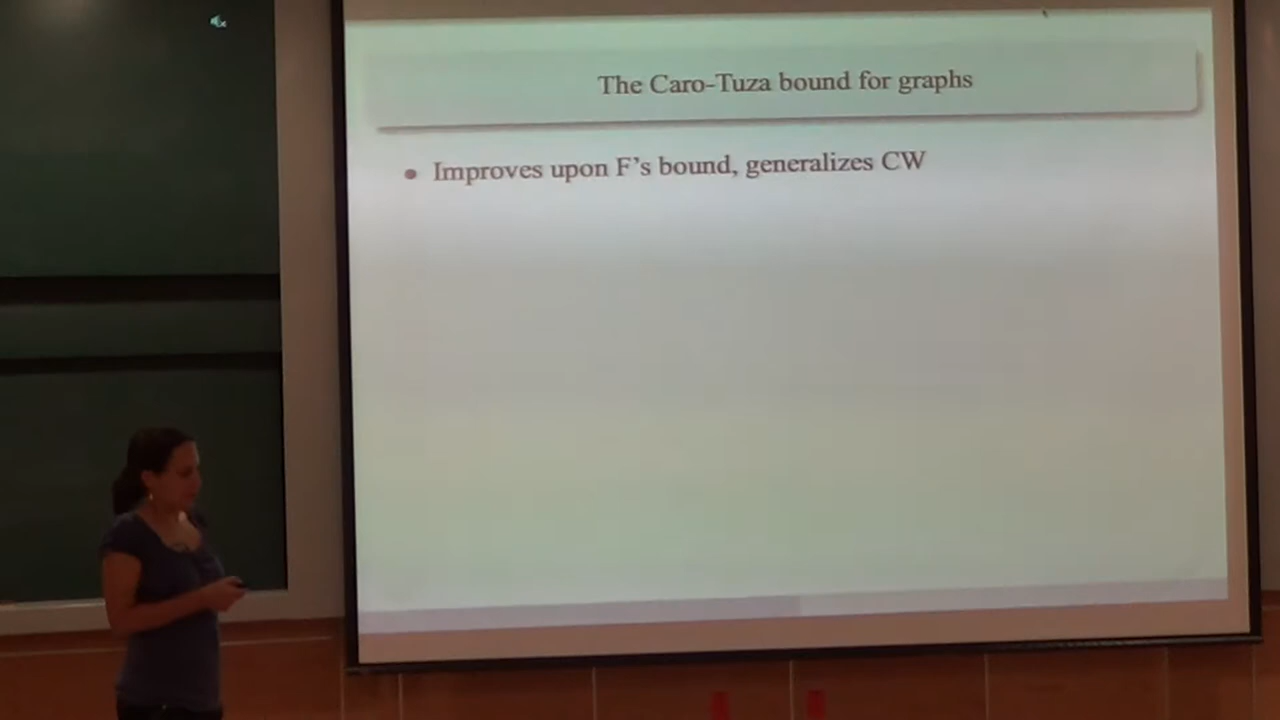 The Caro-Tuza bound for graphs
• Improves upon F's bound, generalizes CW